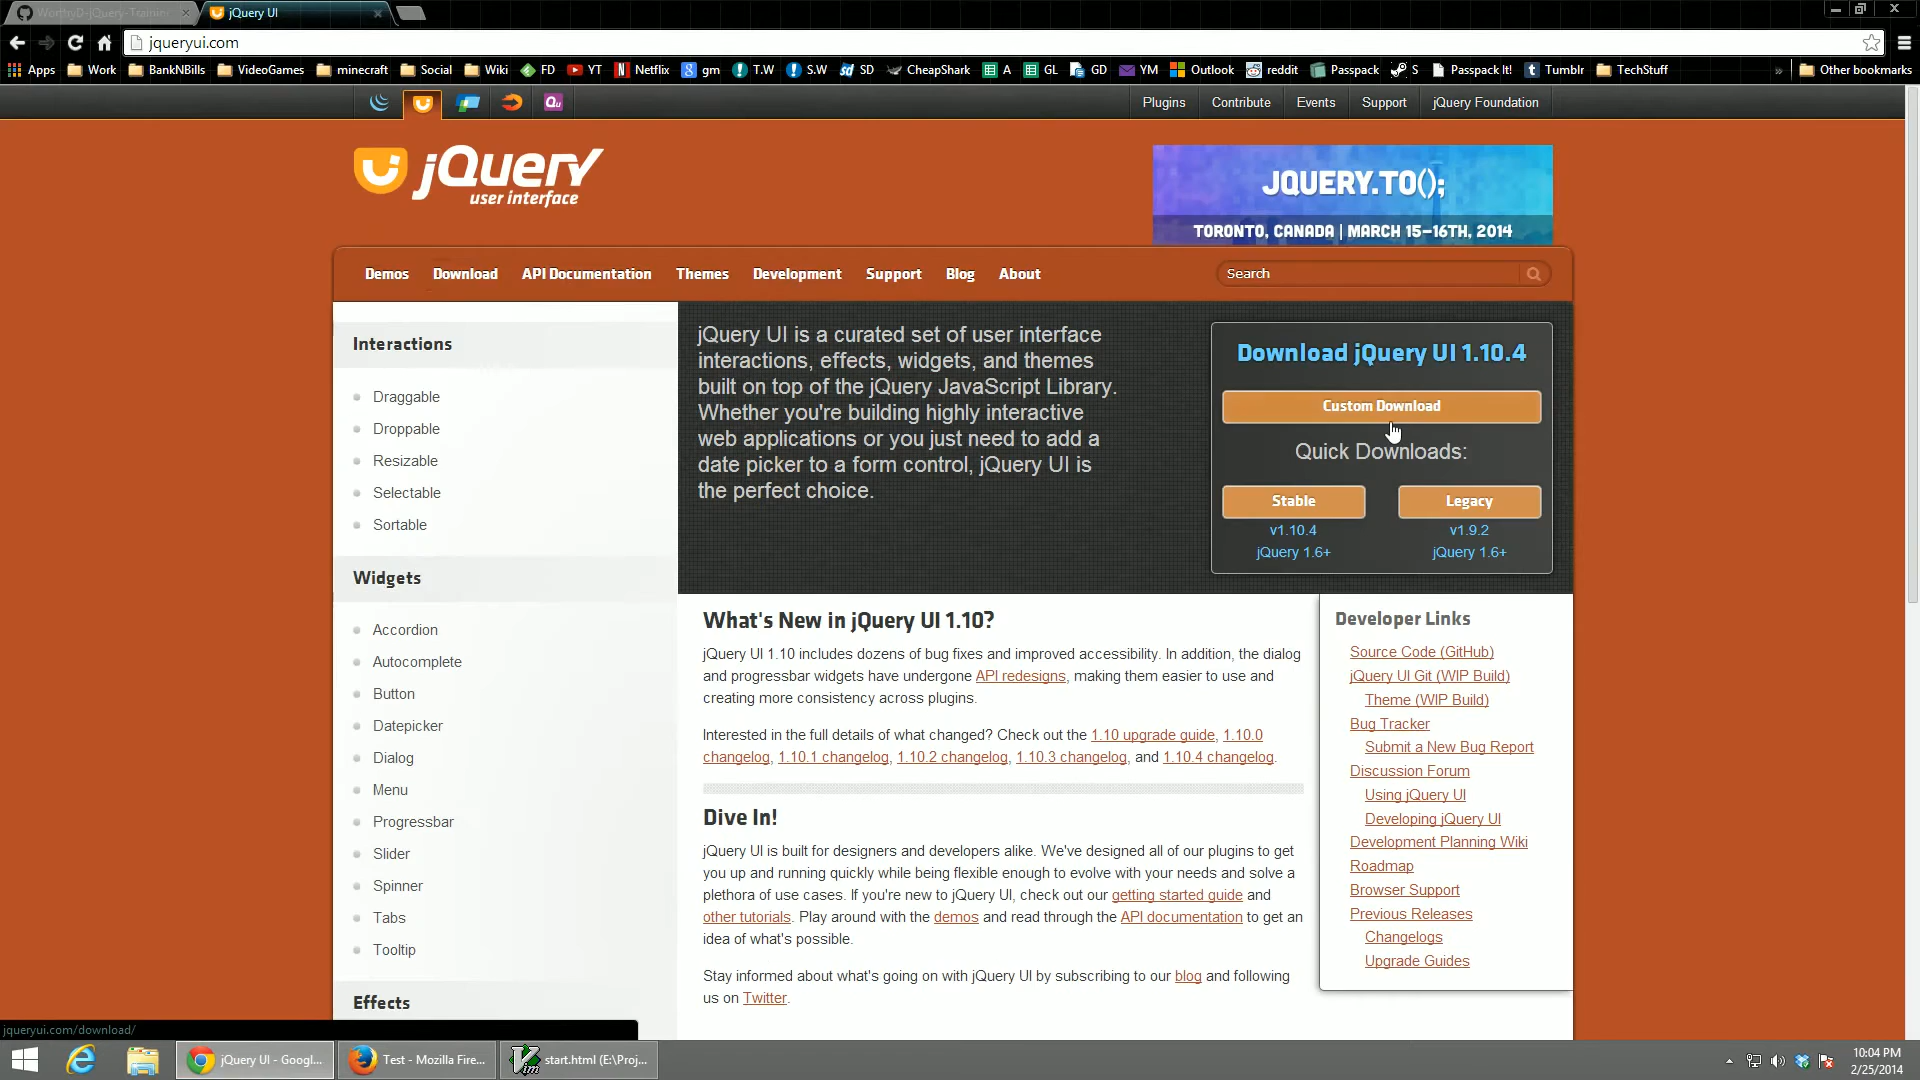 WorthyD-jQuery-Trainin
jQuery UI
jqueryui.com
Apps Work BankNBills VideoGames minecraft Social Wiki FD YT Netflix gm T.W S.W SD CheapShark A GL GD YM Outlook reddit Passpack S Passpack It! Tumblr TechStuff » Other bookmarks
Plugins Contribute Events Support jQuery Foundation
jQuery
user interface
JQUERY.TO();
TORONTO, CANADA | MARCH 15-16TH, 2014
Demos Download API Documentation Themes Development Support Blog About
Search
Interactions
Draggable
Droppable
Resizable
Selectable
Sortable
Widgets
Accordion
Autocomplete
Button
Datepicker
Dialog
Menu
Progressbar
Slider
Spinner
Tabs
Tooltip
Effects
jQuery UI is a curated set of user interface
interactions, effects, widgets, and themes
built on top of the jQuery JavaScript Library.
Whether you're building highly interactive
web applications or you just need to add a
date picker to a form control, jQuery UI is
the perfect choice.
Download jQuery UI 1.10.4
Custom Download
Quick Downloads:
Stable
v1.10.4
jQuery 1.6+
Legacy
v1.9.2
jQuery 1.6+
What's New in jQuery UI 1.10?
jQuery UI 1.10 includes dozens of bug fixes and improved accessibility. In addition, the dialog
and progressbar widgets have undergone API redesigns, making them easier to use and
creating more consistency across plugins.
Interested in the full details of what changed? Check out the 1.10 upgrade guide, 1.10.0
changelog, 1.10.1 changelog, 1.10.2 changelog, 1.10.3 changelog, and 1.10.4 changelog.
Dive In!
jQuery UI is built for designers and developers alike. We've designed all of our plugins to get
you up and running quickly while being flexible enough to evolve with your needs and solve a
plethora of use cases. If you're new to jQuery UI, check out our getting started guide and
other tutorials. Play around with the demos and read through the API documentation to get an
idea of what's possible.
Stay informed about what's going on with jQuery UI by subscribing to our blog and following
us on Twitter.
Developer Links
Source Code (GitHub)
jQuery UI Git (WIP Build)
Theme (WIP Build)
Bug Tracker
Submit a New Bug Report
Discussion Forum
Using jQuery UI
Developing jQuery UI
Development Planning Wiki
Roadmap
Browser Support
Previous Releases
Changelogs
Upgrade Guides
jqueryui.com/download/
jQuery UI - Googl...
Test - Mozilla Fire...
start.html (E:\Proj...
10:04 PM
2/25/2014